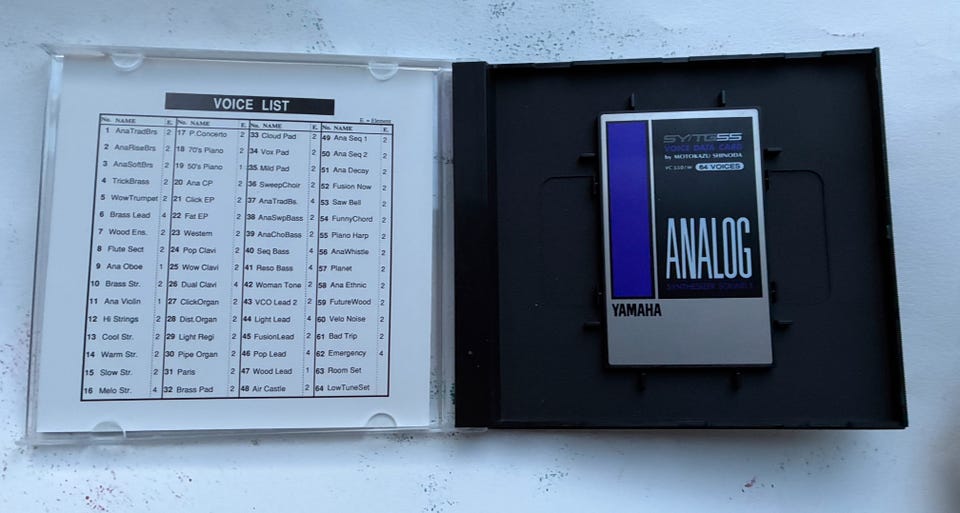 VOICE LIST
E = Element
No. NAME E. No. NAME E. No. NAME E. No. NAME E.
1 AnaTradBrs 2 17 P.Concerto 2 33 Cloud Pad 2 49 Ana Seq 1 2
2 AnaRiseBrs 2 18 70's Piano 2 34 Vox Pad 2 50 Ana Seq 2 2
3 AnaSoftBrs 2 19 50's Piano 1 35 Mild Pad 2 51 Ana Decay 2
4 TrickBrass 2 20 Ana CP 2 36 SweepChoir 2 52 Fusion Now 2
5 WowTrumpet 2 21 Click EP 2 37 AnaTradBs. 4 53 Saw Bell 2
6 Brass Lead 4 22 Fat EP 2 38 AnaSwpBass 2 54 FunnyChord 2
7 Wood Ens. 2 23 Western 2 39 AnaChoBass 2 55 Piano Harp 2
8 Flute Sect 2 24 Pop Clavi 2 40 Seq Bass 4 56 AnaWhistle 2
9 Ana Oboe 1 25 Wow Clavi 2 41 Reso Bass 4 57 Planet 2
10 Brass Str. 2 26 Dual Clavi 4 42 Woman Tone 2 58 Ana Ethnic 2
11 Ana Violin 1 27 ClickOrgan 2 43 VCO Lead 2 2 59 FutureWood 2
12 Hi Strings 2 28 Dist.Organ 2 44 Light Lead 4 60 Velo Noise 2
13 Cool Str. 2 29 Light Regi 2 45 FusionLead 2 61 Bad Trip 2
14 Warm Str. 2 30 Pipe Organ 2 46 Pop Lead 4 62 Emergency 4
15 Slow Str. 2 31 Paris 2 47 Wood Lead 1 63 Room Set
16 Melo Str. 4 32 Brass Pad 2 48 Air Castle 2 64 LowTuneSet
SY/TG55
VOICE DATA CARD
by MOTOKAZU SHINODA
64 VOICES
ANALOG
SYNTHESIZER
YAMAHA